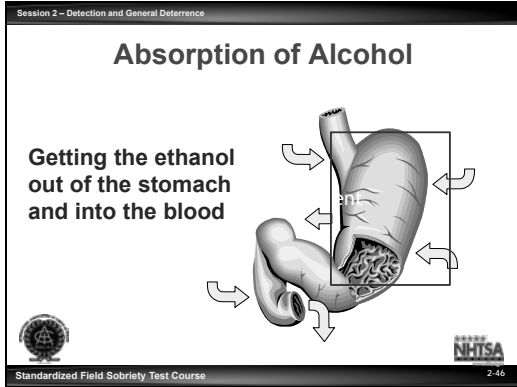 Session 2 – Detection and General Deterrence
Absorption of Alcohol
Getting the ethanol
out of the stomach
and into the blood
ent
NHTSA
Standardized Field Sobriety Test Course
2-46